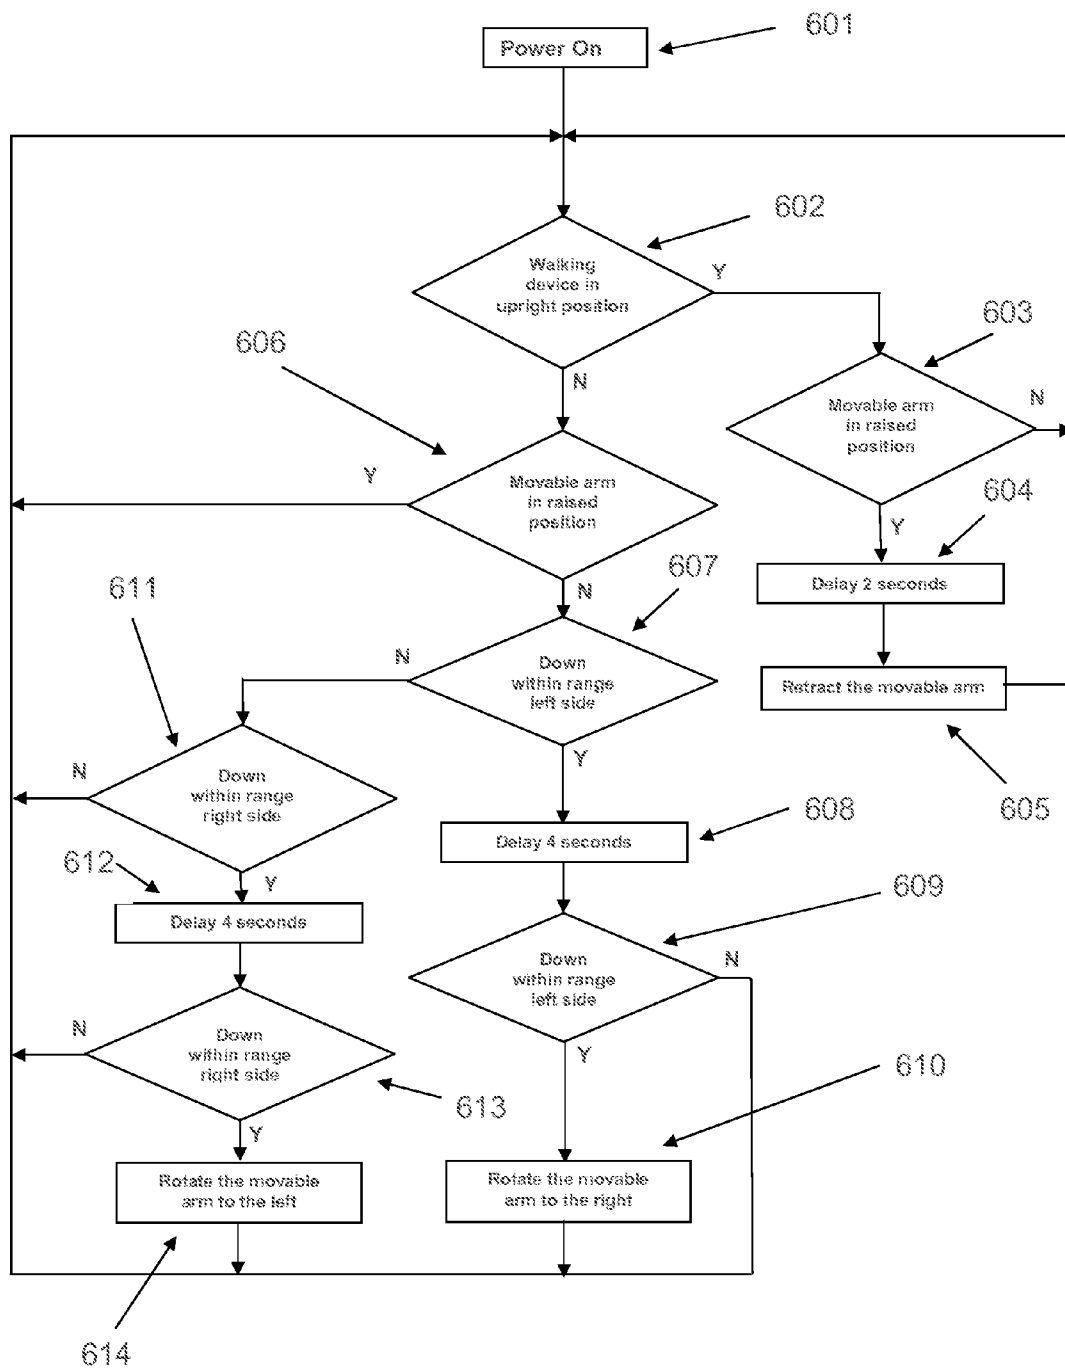 601
Power On
602
Walking
device in
upright position
Y
N
603
Movable arm
in raised
position
N
Y
606
Movable arm
in raised
position
Y
N
604
Delay 2 seconds
Retract the movable arm
605
607
Down
within range
left side
N
Y
611
Down
within range
right side
N
Y
608
Delay 4 seconds
612
Delay 4 seconds
609
Down
within range
left side
N
Y
Down
within range
right side
N
Y
613
610
Rotate the movable
arm to the left
Rotate the movable
arm to the right
614